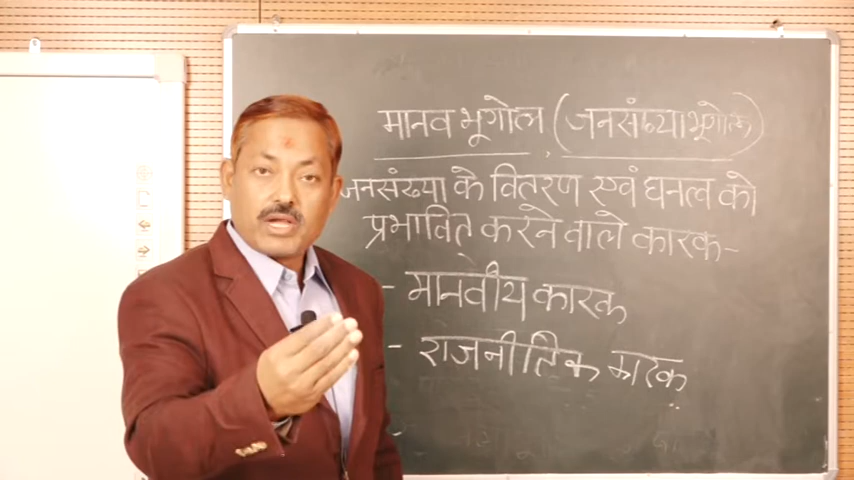 मानव भूगोल (जनसंख्या भूगोल)
जनसंख्या के वितरण एवं घनत्व को
प्रभावित करने वाले कारक-
- मानवीय कारक
- राजनीतिक कारक